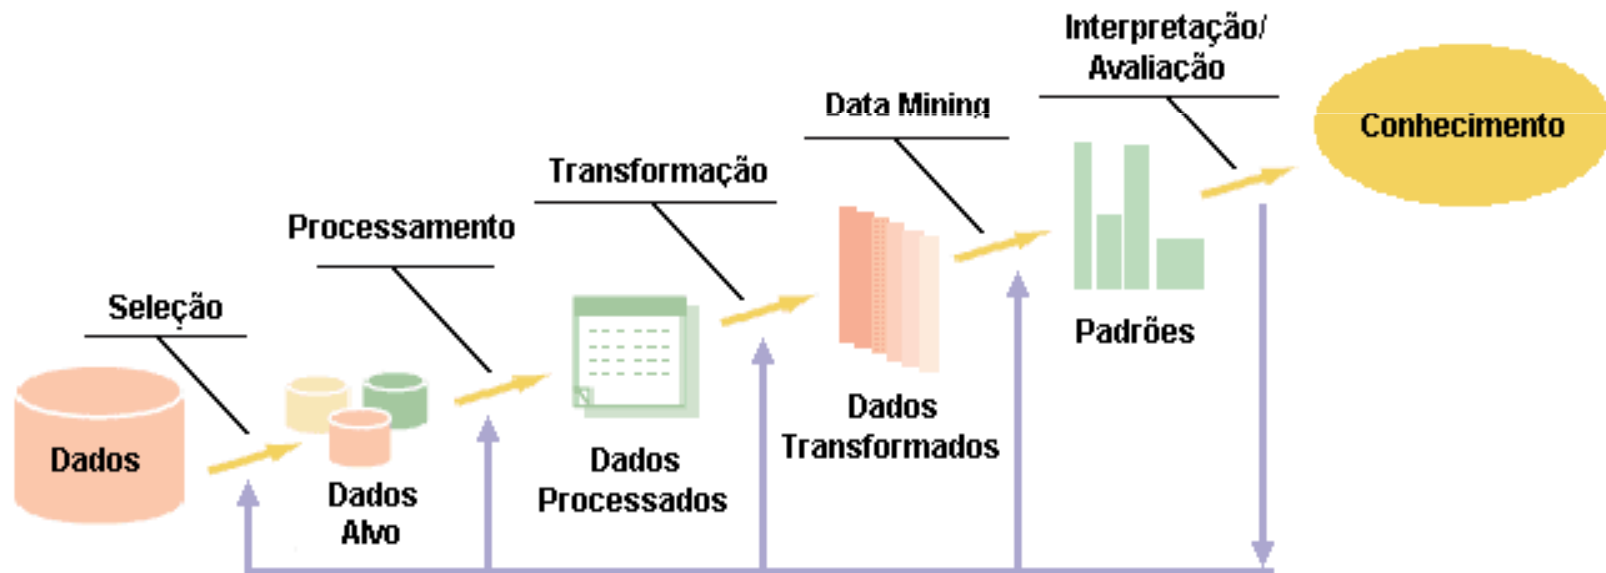 Interpretação/
Avaliação
Conhecimento
Data Mining
Transformação
Processamento
Seleção
Padrões
Dados
Transformados
Dados
Dados
Processados
Dados
Alvo